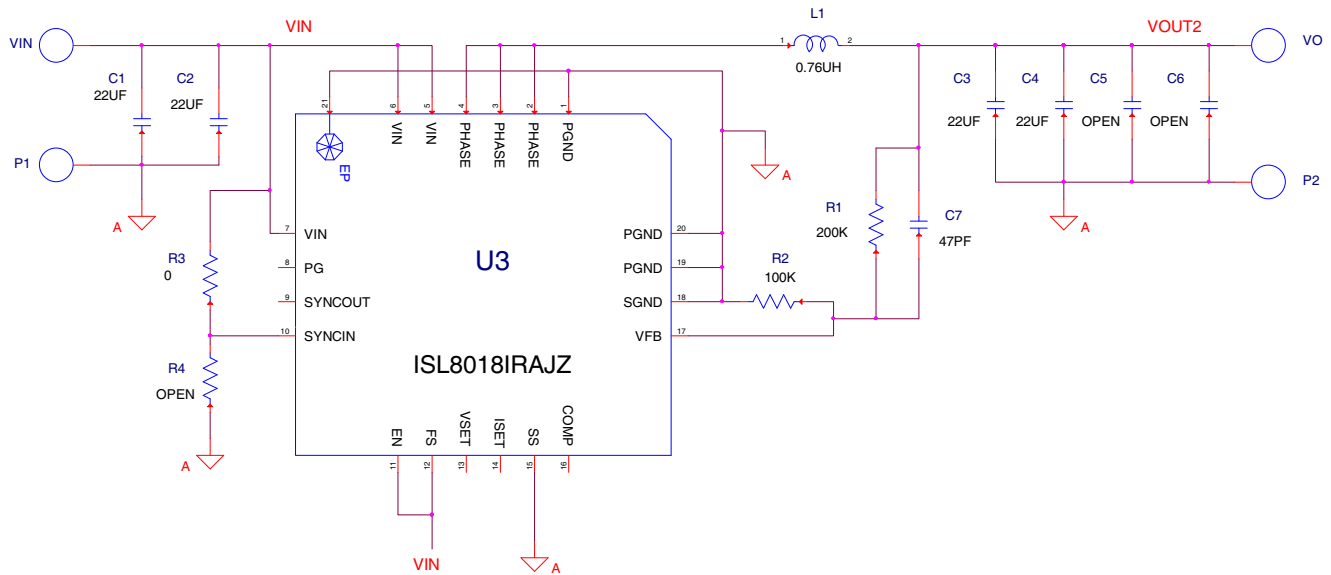 VIN
VIN
L1
VOUT2
VO
1
2
0.76UH
C1
22UF
C2
22UF
C3
22UF
C4
22UF
C5
OPEN
C6
OPEN
P1
P2
A
A
A
21
6
5
4
3
2
1
EP
VIN
VIN
PHASE
PHASE
PHASE
PGND
R1
200K
C7
47PF
7
VIN
8
PG
9
SYNCOUT
10
SYNCIN
U3
ISL8018IRAJZ
PGND
20
PGND
19
SGND
18
VFB
17
R2
100K
R3
0
R4
OPEN
A
EN
FS
VSET
ISET
SS
COMP
11
12
13
14
15
16
VIN
A